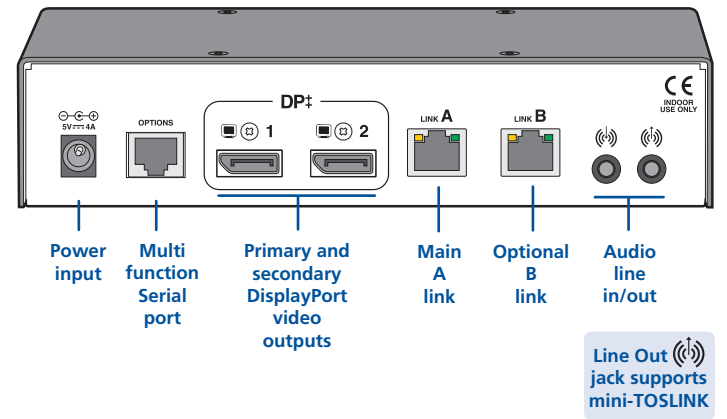 DP‡
CE
INDOOR
USE ONLY
5V 4A
OPTIONS
1
2
LINK A
LINK B
Power
input
Multi
function
Serial
port
Primary and
secondary
DisplayPort
video
outputs
Main
A
link
Optional
B
link
Audio
line
in/out
Line Out
jack supports
mini-TOSLINK